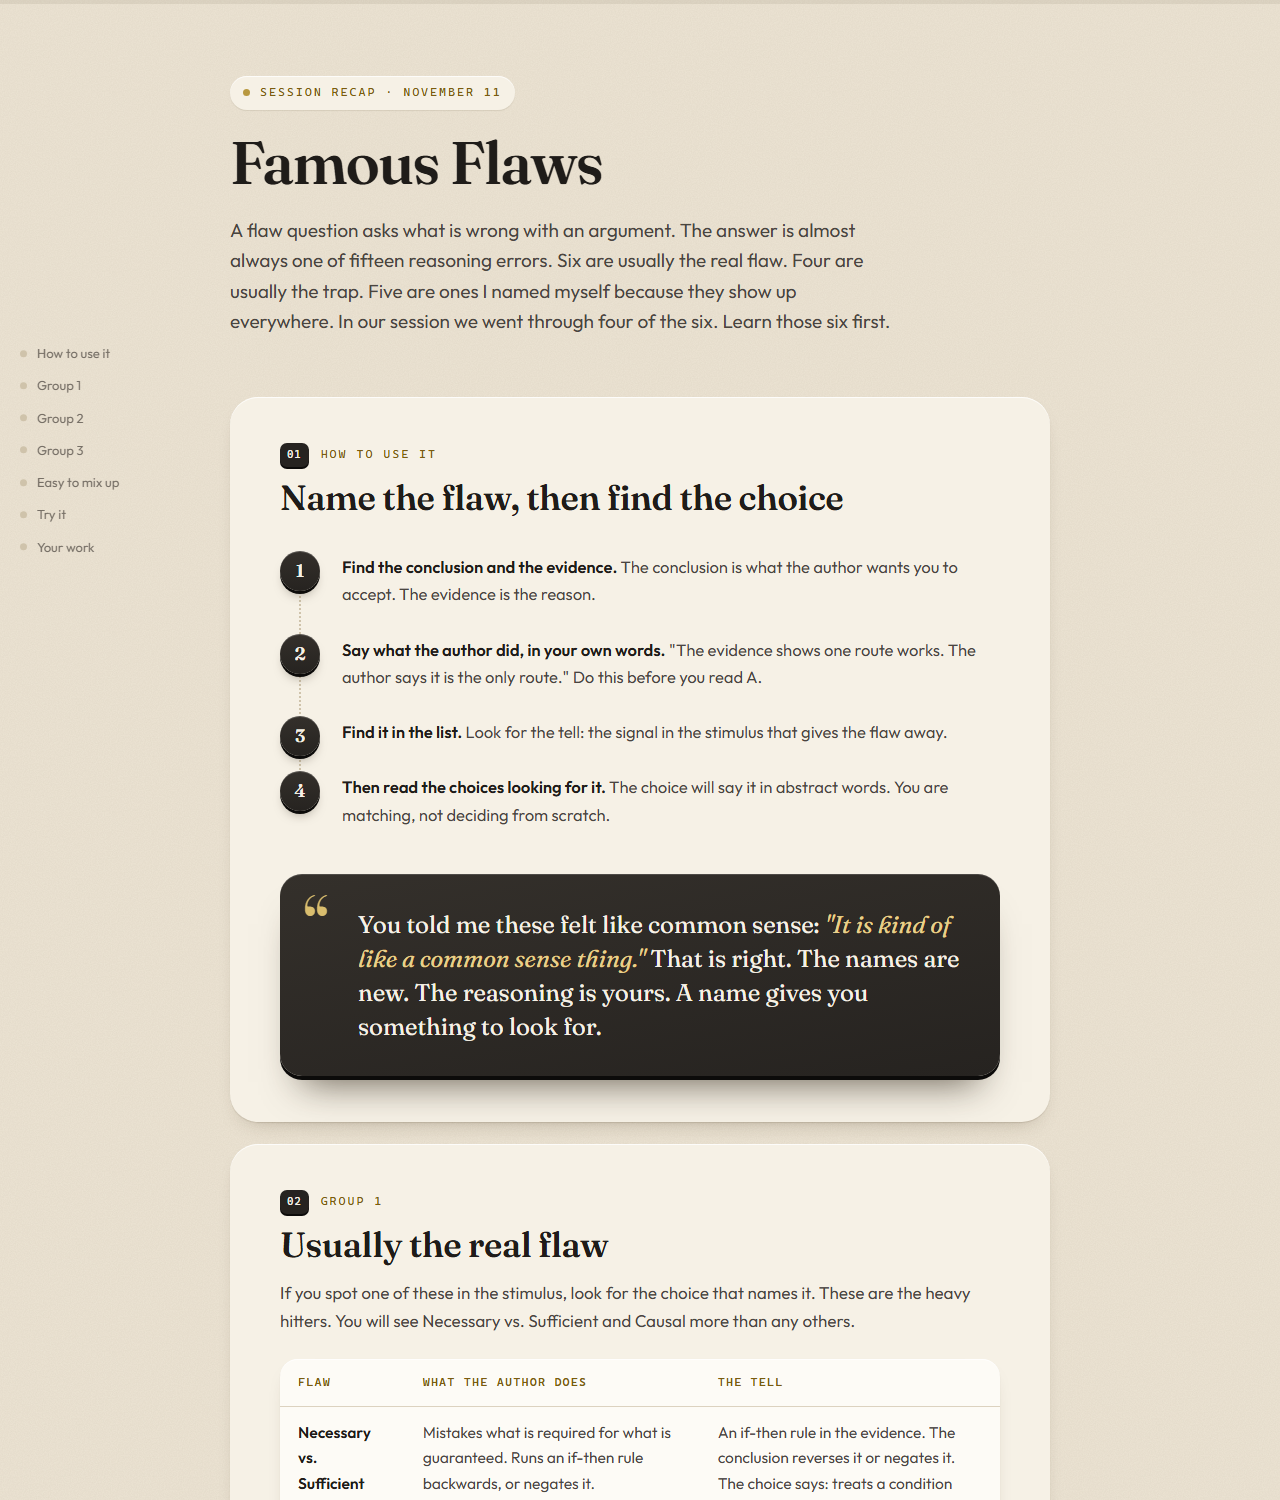 SESSION RECAP · NOVEMBER 11
Famous Flaws
A flaw question asks what is wrong with an argument. The answer is almost
always one of fifteen reasoning errors. Six are usually the real flaw. Four are
usually the trap. Five are ones I named myself because they show up
everywhere. In our session we went through four of the six. Learn those six first.
How to use it
Group 1
Group 2
Group 3
Easy to mix up
Try it
Your work
01 HOW TO USE IT
Name the flaw, then find the choice
1 Find the conclusion and the evidence. The conclusion is what the author wants you to
accept. The evidence is the reason.
2 Say what the author did, in your own words. "The evidence shows one route works. The
author says it is the only route." Do this before you read A.
3 Find it in the list. Look for the tell: the signal in the stimulus that gives the flaw away.
4 Then read the choices looking for it. The choice will say it in abstract words. You are
matching, not deciding from scratch.
“ You told me these felt like common sense: "It is kind of
like a common sense thing." That is right. The names are
new. The reasoning is yours. A name gives you
something to look for.
02 GROUP 1
Usually the real flaw
If you spot one of these in the stimulus, look for the choice that names it. These are the heavy
hitters. You will see Necessary vs. Sufficient and Causal more than any others.
FLAW WHAT THE AUTHOR DOES THE TELL
Necessary Mistakes what is required for what is An if-then rule in the evidence. The
vs. guaranteed. Runs an if-then rule conclusion reverses it or negates it.
Sufficient backwards, or negates it. The choice says: treats a condition